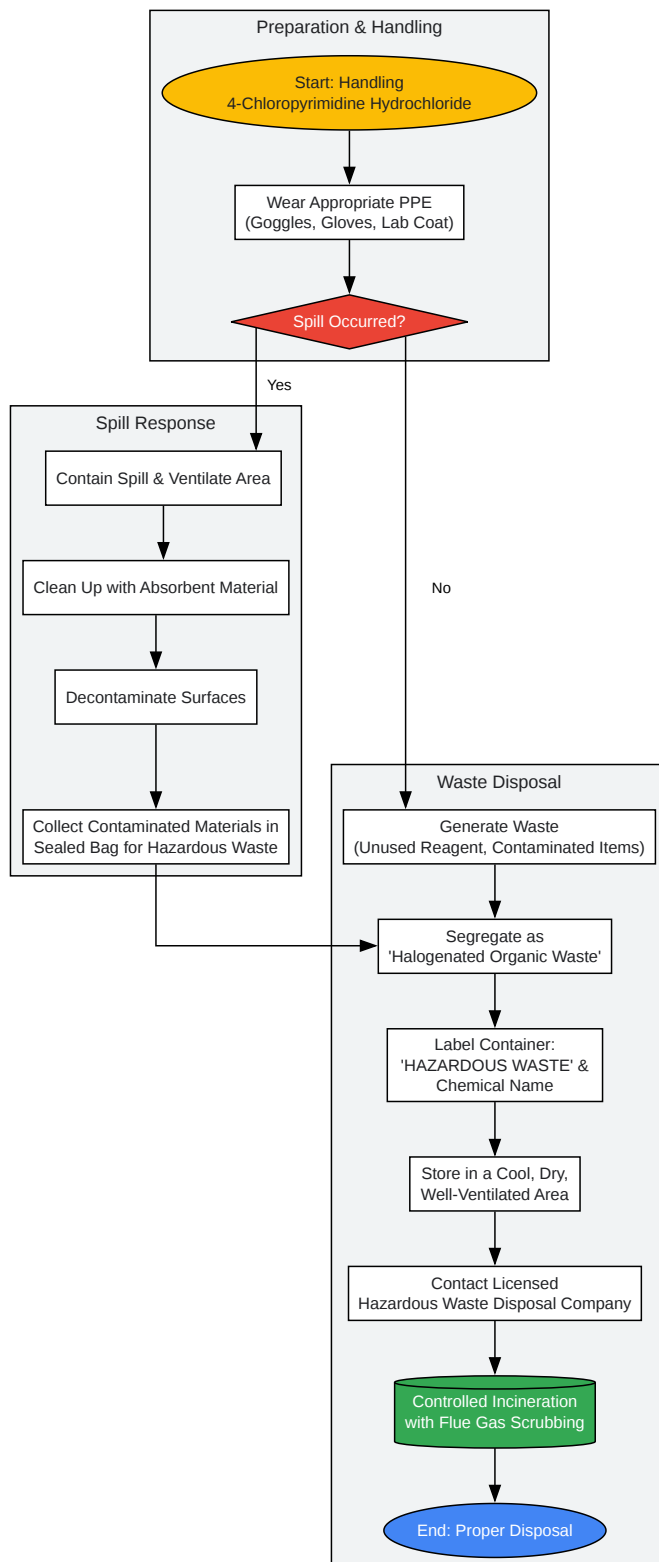 Preparation & Handling
Start: Handling
4-Chloropyrimidine Hydrochloride
Wear Appropriate PPE
(Goggles, Gloves, Lab Coat)
Spill Occurred?
Yes
Spill Response
Contain Spill & Ventilate Area
Clean Up with Absorbent Material
No
Decontaminate Surfaces
Collect Contaminated Materials in
Sealed Bag for Hazardous Waste
Waste Disposal
Generate Waste
(Unused Reagent, Contaminated Items)
Segregate as
'Halogenated Organic Waste'
Label Container:
'HAZARDOUS WASTE' &
Chemical Name
Store in a Cool, Dry,
Well-Ventilated Area
Contact Licensed
Hazardous Waste Disposal Company
Controlled Incineration
with Flue Gas Scrubbing
End: Proper Disposal